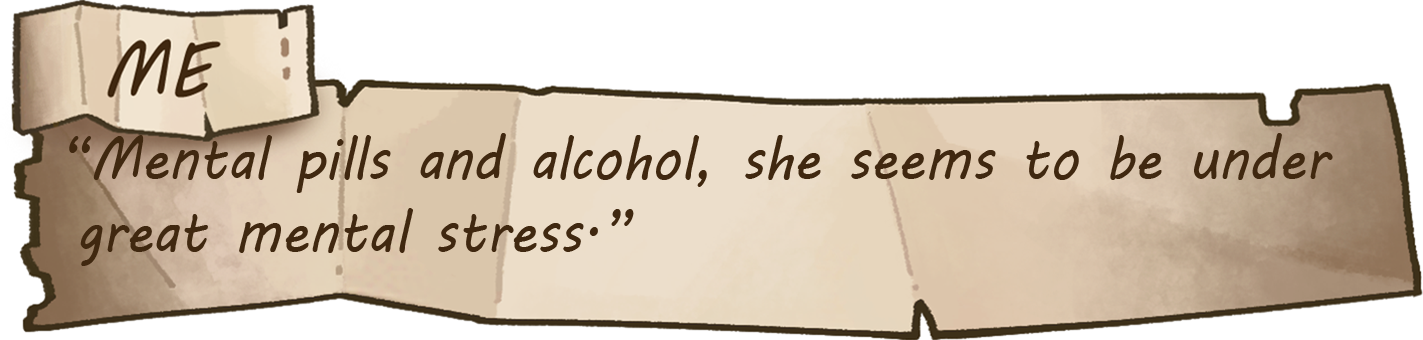 ME
“Mental pills and alcohol, she seems to be under
great mental stress·”